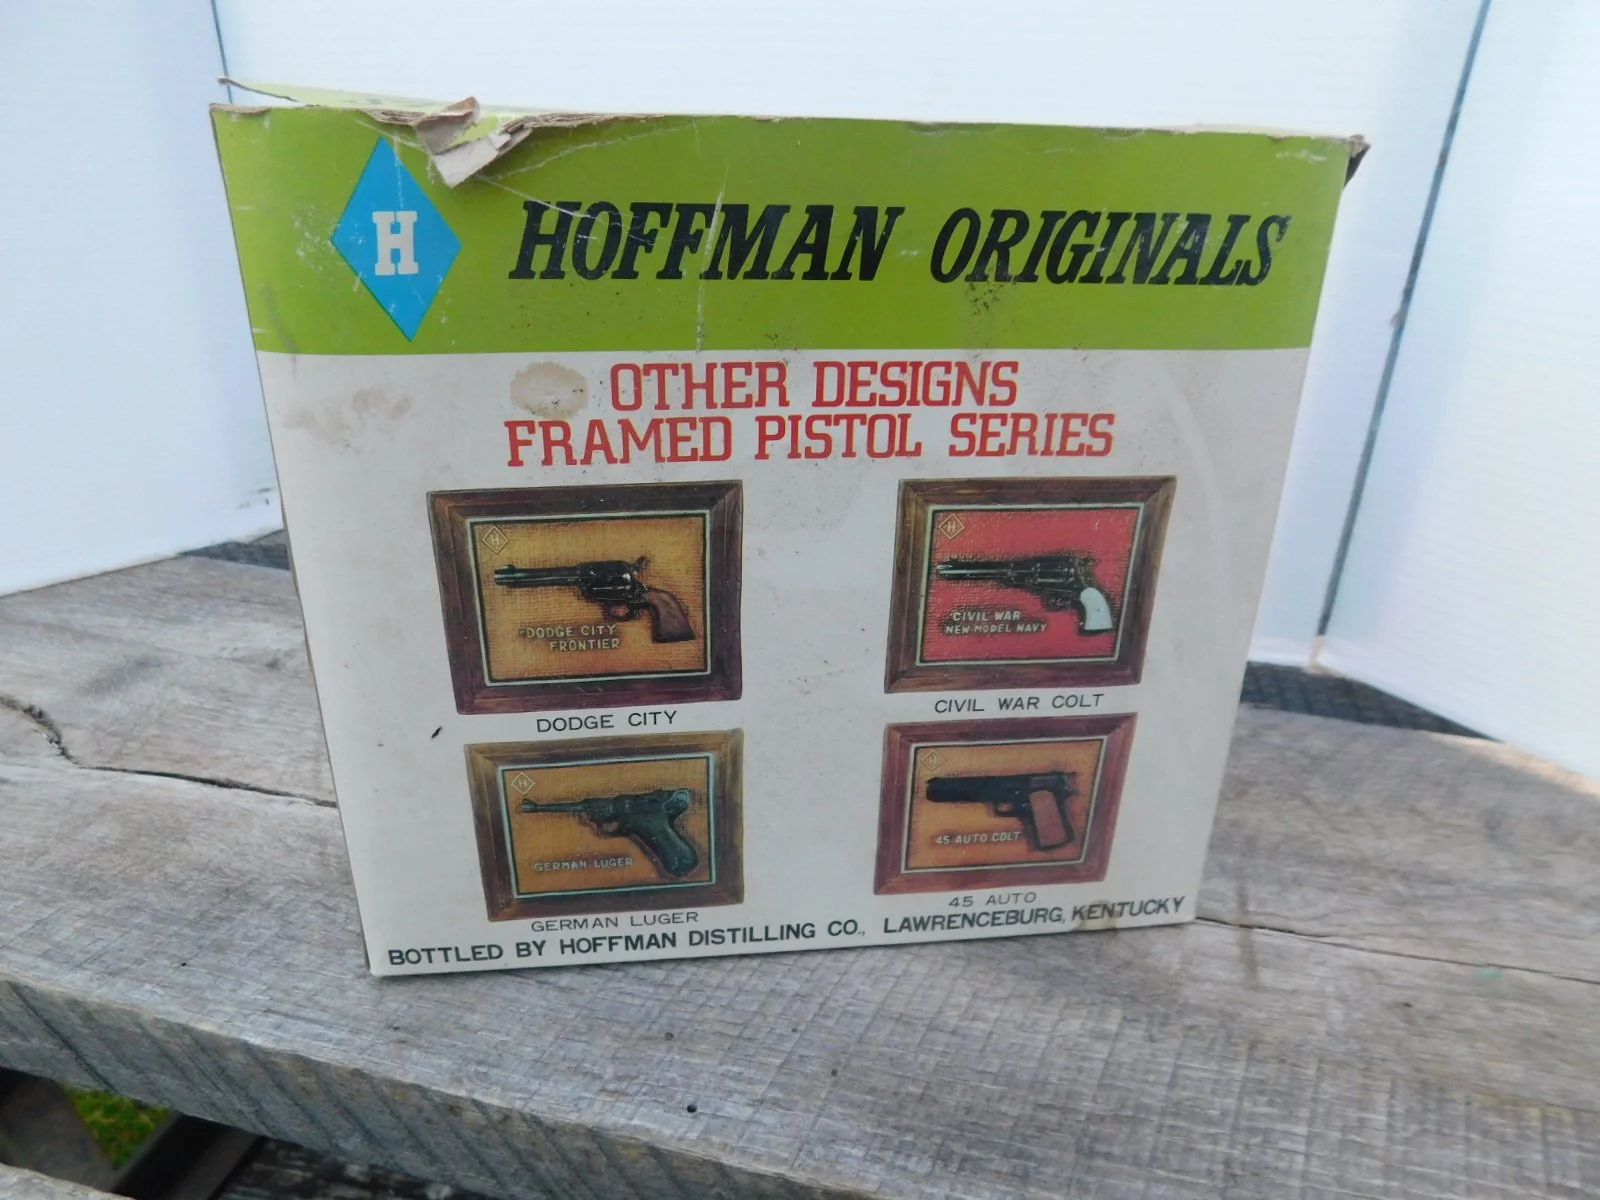 H
HOFFMAN ORIGINALS
OTHER DESIGNS
FRAMED PISTOL SERIES
H
DODGE CITY
FRONTIER
DODGE CITY
H
CIVIL WAR
NEW MODEL NAVY
CIVIL WAR COLT
H
GERMAN LUGER
GERMAN LUGER
H
45 AUTO COLT
45 AUTO
BOTTLED BY HOFFMAN DISTILLING CO., LAWRENCEBURG, KENTUCKY